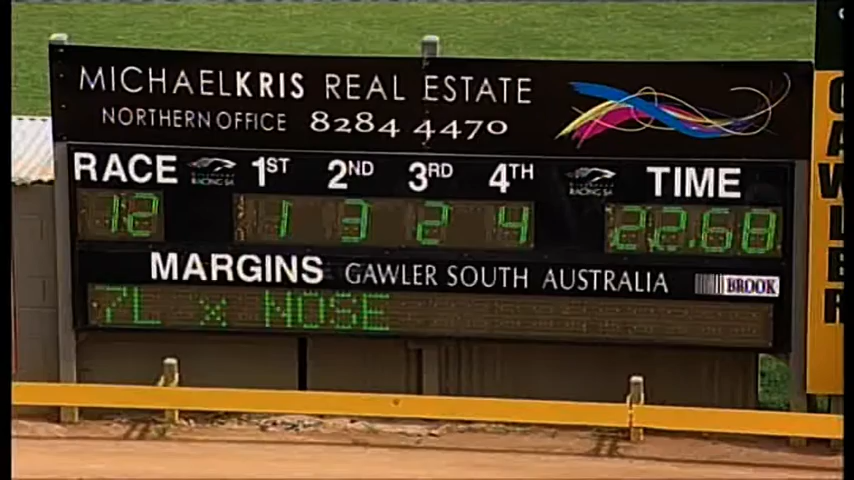 MICHAELKRIS REAL ESTATE
NORTHERN OFFICE 8284 4470
RACE 1ST 2ND 3RD 4TH TIME
12 1 3 2 4 22.68
MARGINS GAWLER SOUTH AUSTRALIA BROOK
7L x NOSE
GAWLER